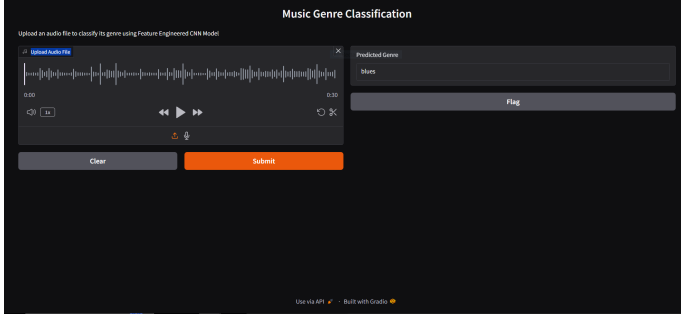 Music Genre Classification
Upload an audio file to classify its genre using Feature Engineered CNN Model
Upload Audio File
0:00
0:30
1x
Clear
Submit
Predicted Genre
blues
Flag
Use via API · Built with Gradio